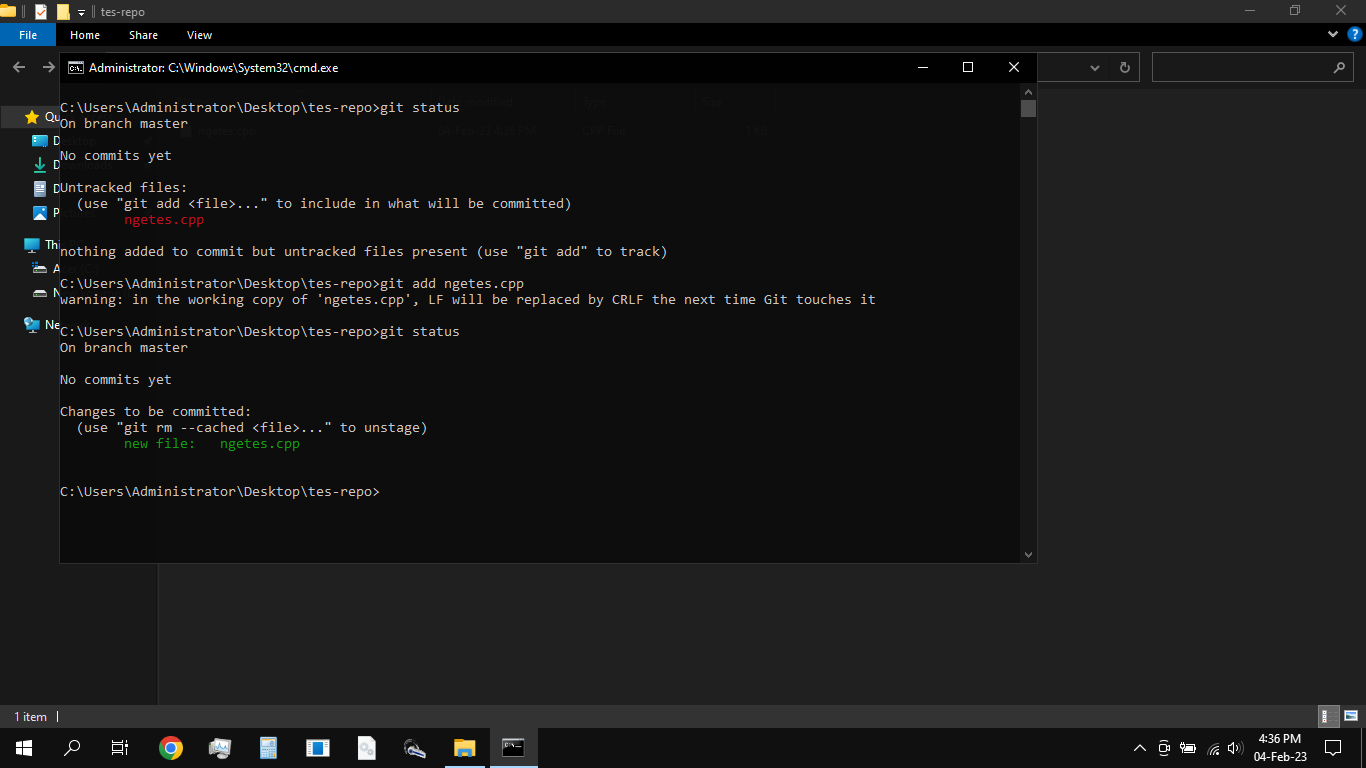 tes-repo
File Home Share View
Administrator: C:\Windows\System32\cmd.exe
C:\Users\Administrator\Desktop\tes-repo>git status
On branch master
No commits yet
Untracked files:
(use "git add <file>..." to include in what will be committed)
ngetes.cpp
nothing added to commit but untracked files present (use "git add" to track)
C:\Users\Administrator\Desktop\tes-repo>git add ngetes.cpp
warning: in the working copy of 'ngetes.cpp', LF will be replaced by CRLF the next time Git touches it
C:\Users\Administrator\Desktop\tes-repo>git status
On branch master
No commits yet
Changes to be committed:
(use "git rm --cached <file>..." to unstage)
new file: ngetes.cpp
C:\Users\Administrator\Desktop\tes-repo>
1 item
4:36 PM
04-Feb-23